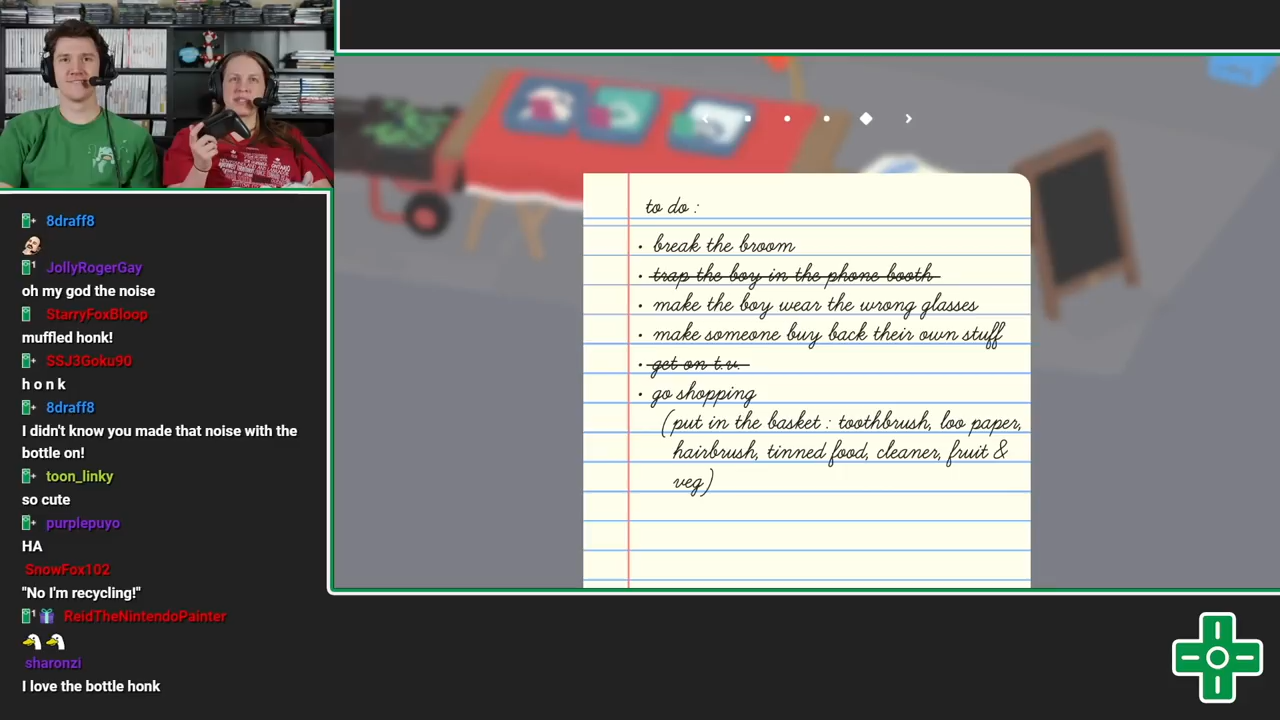 8draff8
JollyRogerGay
oh my god the noise
StarryFoxBloop
muffled honk!
SSJ3Goku90
h o n k
8draff8
I didn't know you made that noise with the
bottle on!
toon_linky
so cute
purplepuyo
HA
SnowFox102
"No I'm recycling!"
ReidTheNintendoPainter
sharonzi
I love the bottle honk
to do :
• break the broom
• trap the boy in the phone booth
• make the boy wear the wrong glasses
• make someone buy back their own stuff
• get on t.v.
• go shopping
(put in the basket : toothbrush, loo paper,
hairbrush, tinned food, cleaner, fruit &
veg)